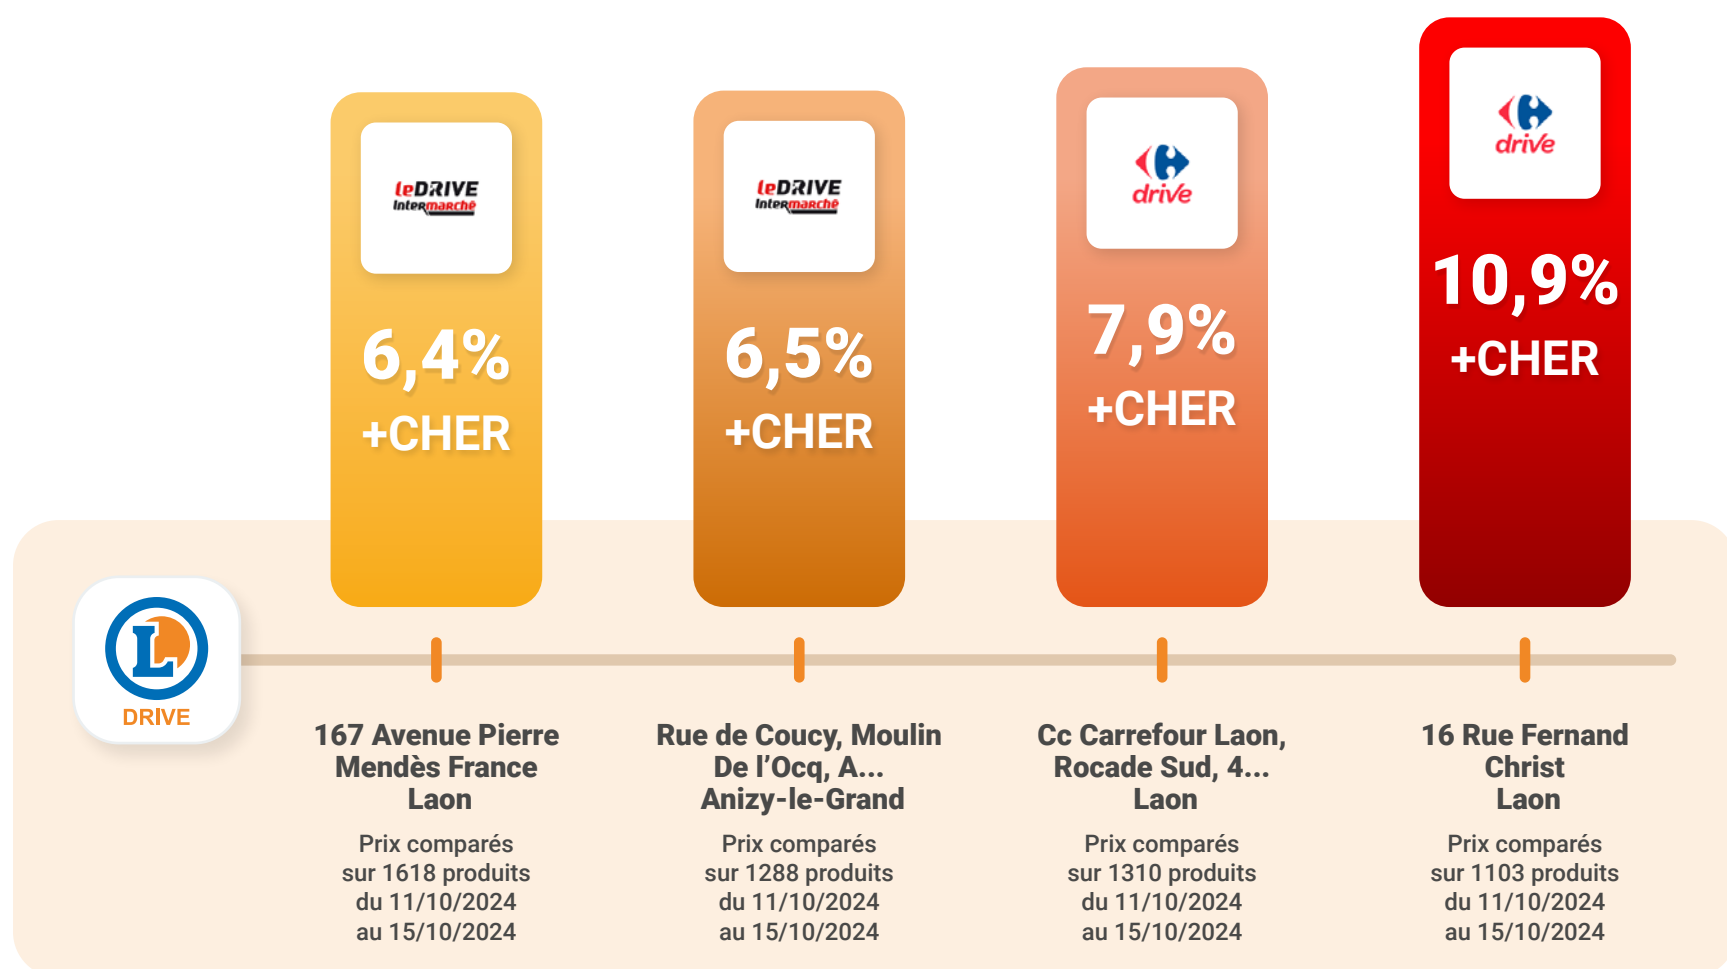 leDRIVE
Intermarché
6,4%
+CHER
leDRIVE
Intermarché
6,5%
+CHER
drive
7,9%
+CHER
drive
10,9%
+CHER
L
DRIVE
167 Avenue Pierre
Mendès France
Laon
Prix comparés
sur 1618 produits
du 11/10/2024
au 15/10/2024
Rue de Coucy, Moulin
De l’Ocq, A...
Anizy-le-Grand
Prix comparés
sur 1288 produits
du 11/10/2024
au 15/10/2024
Cc Carrefour Laon,
Rocade Sud, 4...
Laon
Prix comparés
sur 1310 produits
du 11/10/2024
au 15/10/2024
16 Rue Fernand
Christ
Laon
Prix comparés
sur 1103 produits
du 11/10/2024
au 15/10/2024